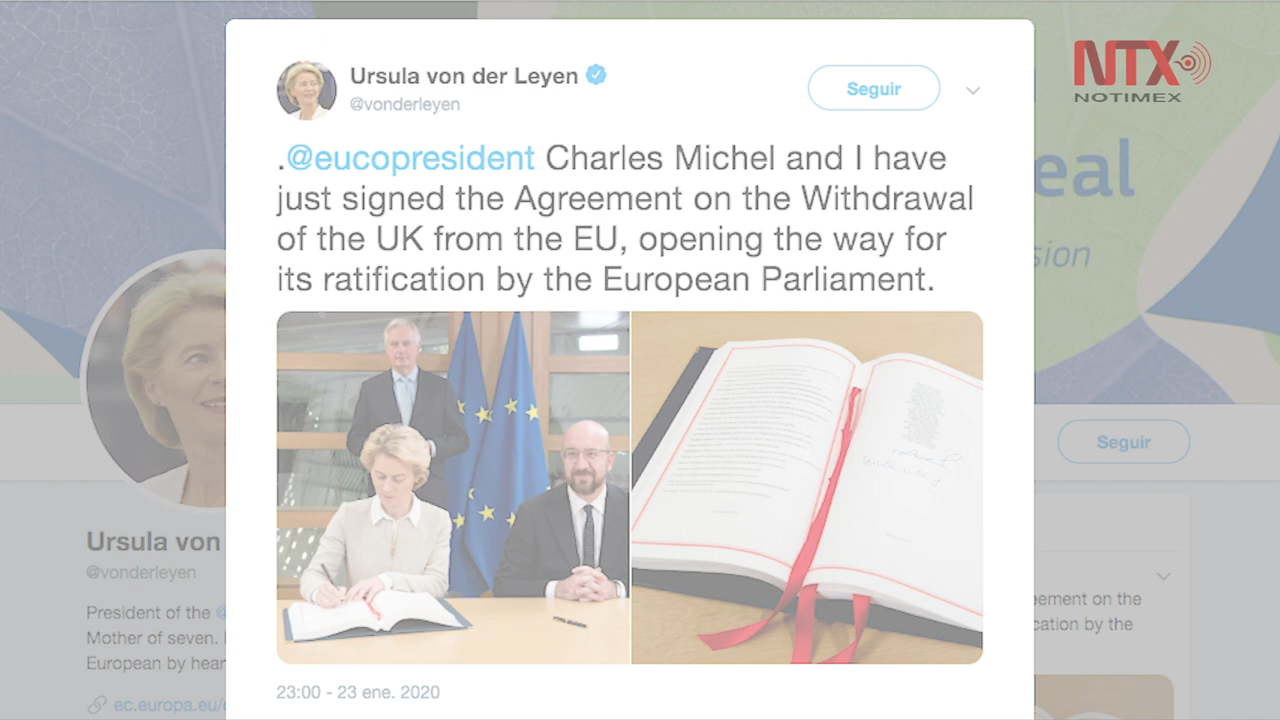 NTX
NOTIMEX
Ursula von der Leyen
@vonderleyen
Seguir
.@eucopresident Charles Michel and I have
just signed the Agreement on the Withdrawal
of the UK from the EU, opening the way for
its ratification by the European Parliament.
23:00 - 23 ene. 2020
eal
sion
Seguir
Ursula von
@vonderleyen
President of the @
Mother of seven.
European by hear
ec.europa.eu/
ement on the
cation by the